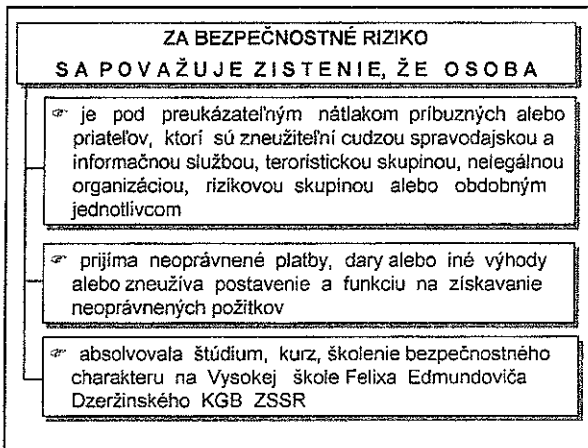 ZA BEZPEČNOSTNÉ RIZIKO
SA POVAŽUJE ZISTENIE, ŽE OSOBA
☞ je pod preukázateľným nátlakom príbuzných alebo
priateľov, ktorí sú zneužiteľní cudzou spravodajskou a
informačnou službou, teroristickou skupinou, nelegálnou
organizáciou, rizikovou skupinou alebo obdobným
jednotlivcom
☞ prijíma neoprávnené platby, dary alebo iné výhody
alebo zneužíva postavenie a funkciu na získavanie
neoprávnených požitkov
☞ absolvovala štúdium, kurz, školenie bezpečnostného
charakteru na Vysokej škole Felixa Edmundoviča
Dzeržinského KGB ZSSR